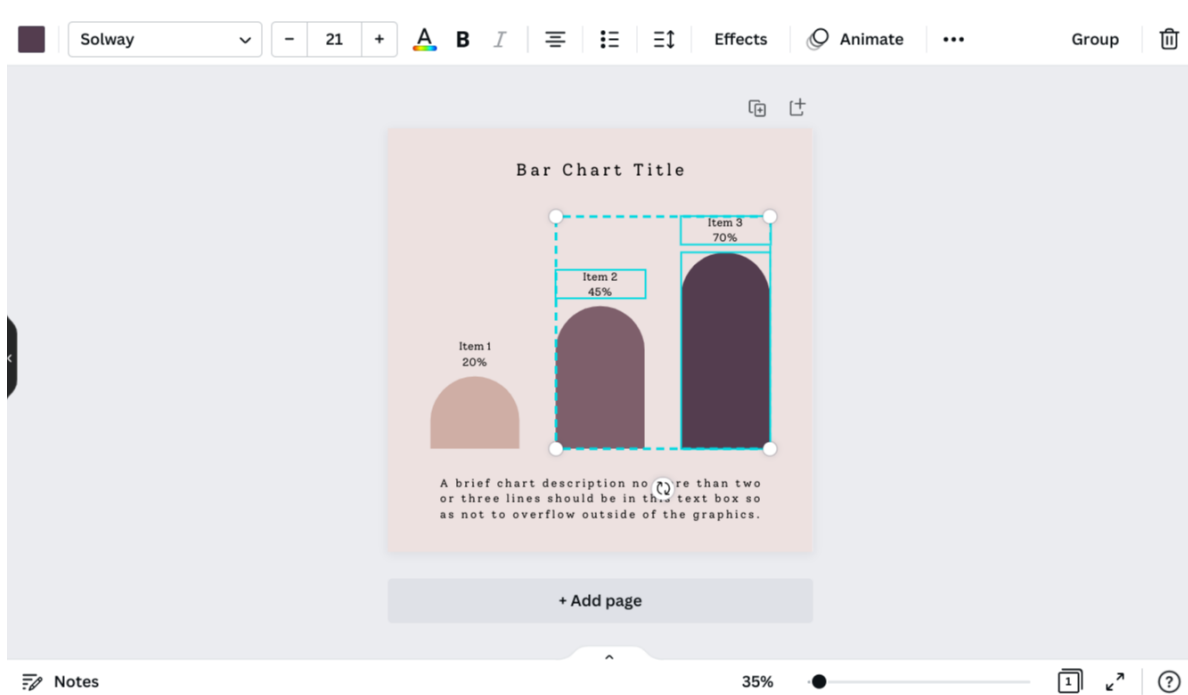 Solway
- 21 +
A
B
I
Effects
Animate
Group
Bar Chart Title
Item 3
70%
Item 2
45%
Item 1
20%
A brief chart description no re than two
or three lines should be in this text box so
as not to overflow outside of the graphics.
+ Add page
Notes
35%
1
?